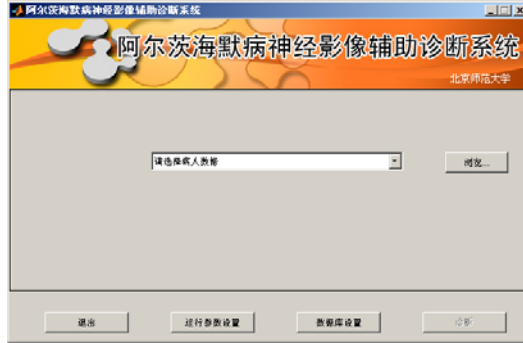 阿尔茨海默病神经影像辅助诊断系统
阿尔茨海默病神经影像辅助诊断系统
北京师范大学
请选择病人数据
浏览...
退出
运行参数设置
数据库设置
诊断